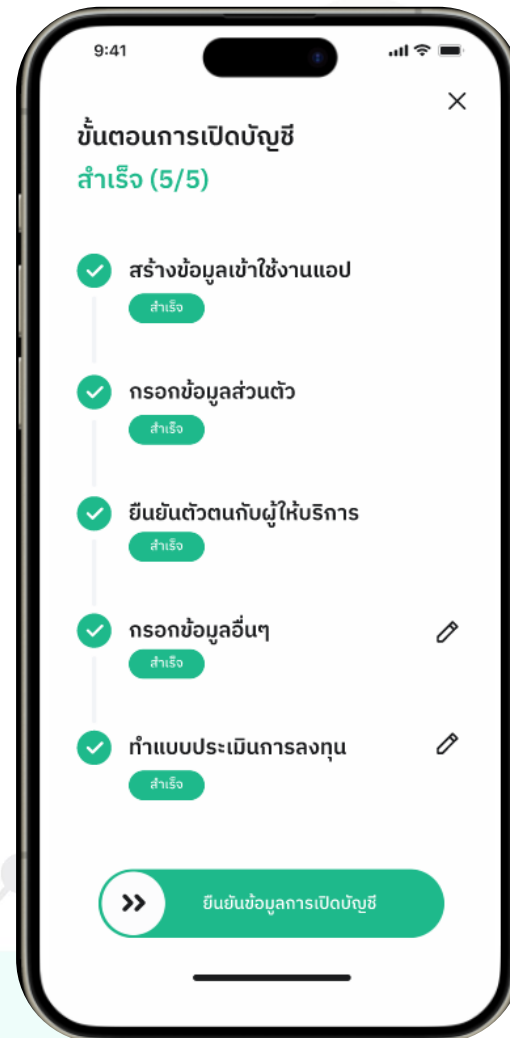 9:41
ขั้นตอนการเปิดบัญชี
สำเร็จ (5/5)
สร้างข้อมูลเข้าใช้งานแอป
สำเร็จ
กรอกข้อมูลส่วนตัว
สำเร็จ
ยืนยันตัวตนกับผู้ให้บริการ
สำเร็จ
กรอกข้อมูลอื่นๆ
สำเร็จ
ทำแบบประเมินการลงทุน
สำเร็จ
ยืนยันข้อมูลการเปิดบัญชี